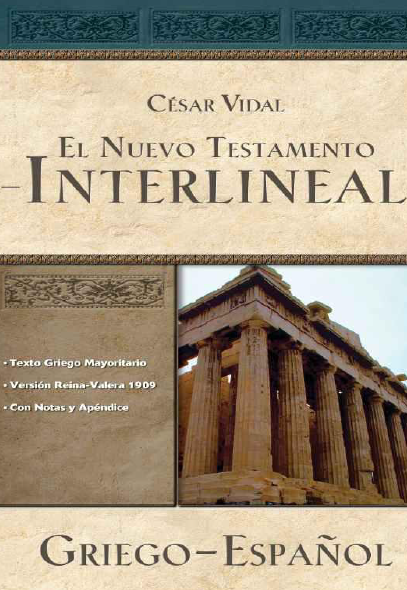 CÉSAR VIDAL
EL NUEVO TESTAMENTO
INTERLINEAL
• Texto Griego Mayoritario
• Versión Reina-Valera 1909
• Con Notas y Apéndice
GRIEGO–ESPAÑOL